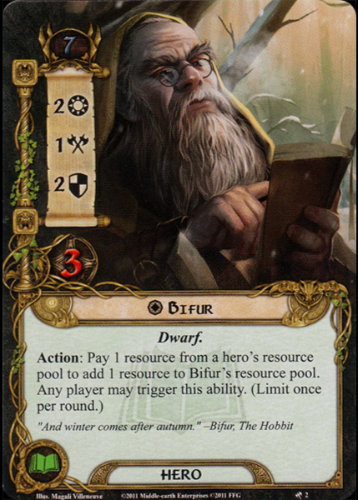 7
2
1
2
3
Bifur
Dwarf.
Action: Pay 1 resource from a hero's resource
pool to add 1 resource to Bifur's resource pool.
Any player may trigger this ability. (Limit once
per round.)
"And winter comes after autumn." –Bifur, The Hobbit
HERO
Illus. Magali Villeneuve ©2011 Middle-earth Enterprises ©2011 FFG 2